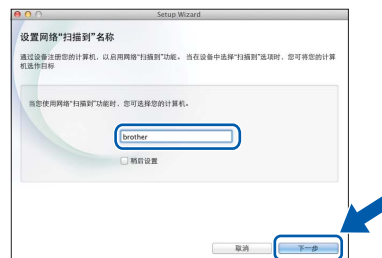 Setup Wizard
设置网络“扫描到”名称
通过设备注册您的计算机，以启用网络“扫描到”功能。 当在设备中选择“扫描到”选项时，您可将您的计算
机选作目标
当您使用网络“扫描到”功能时，您可选择您的计算机。
brother
稍后设置
取消
下一步